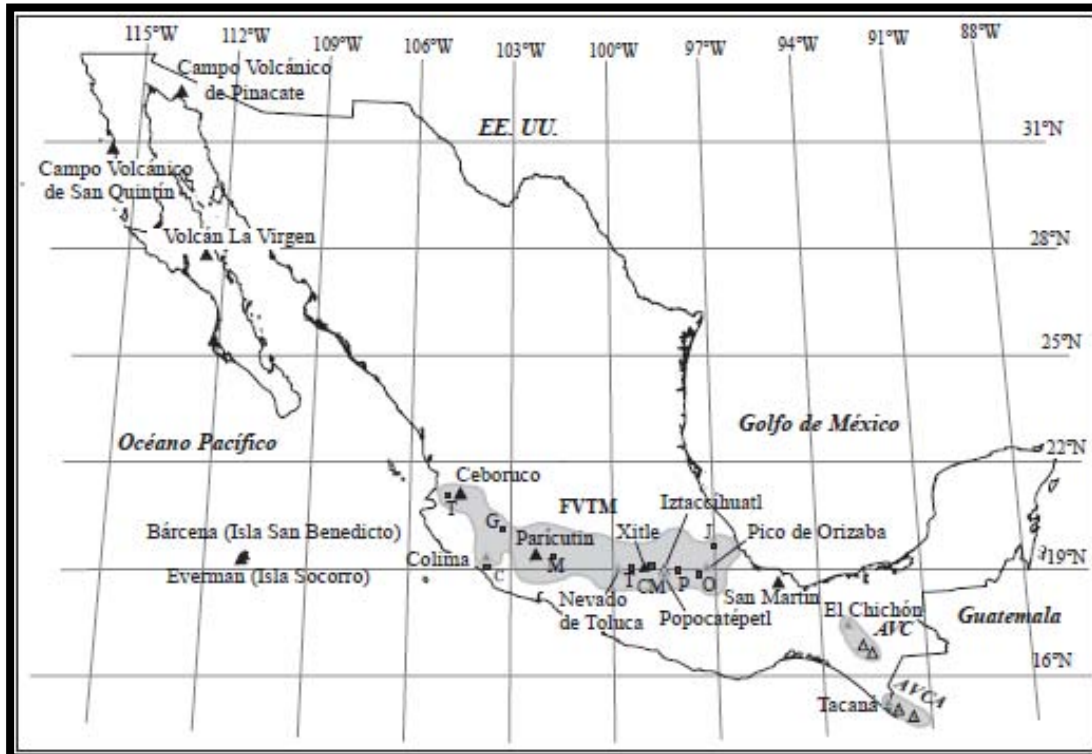 115°W
112°W
109°W
106°W
103°W
100°W
97°W
94°W
91°W
88°W
Campo Volcánico
de Pinacate
EE. UU.
31°N
Campo Volcánico
de San Quintín
Volcán La Virgen
28°N
25°N
Océano Pacífico
Golfo de México
22°N
Ceboruco
T
FVTM
Iztaccíhuatl
G
Xitle
J
Pico de Orizaba
Bárcena (Isla San Benedicto)
Paricutin
Colima
C
M
19°N
Everman (Isla Socorro)
T
CM
P
O
San Martín
Nevado
de Toluca
Popocatépetl
El Chichón
AVC
Guatemala
16°N
Tacaná
AVCA